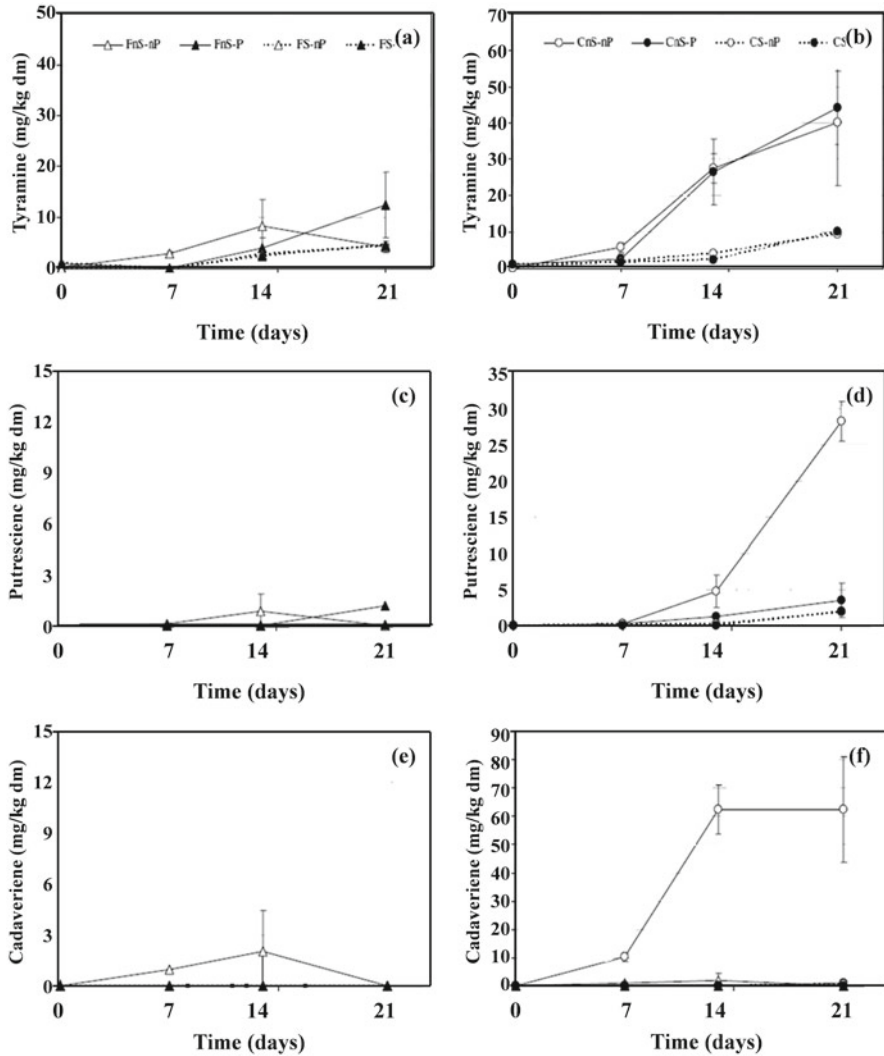 FnS-nP FnS-P FS-nP FS- (a)
50
40
30
20
10
0
Tyramine (mg/kg dm)
0 7 14 21
Time (days)
CnS-nP CnS-P CS-nP CS (b)
70
60
50
40
30
20
10
0
Tyramine (mg/kg dm)
0 7 14 21
Time (days)
(c)
15
12
9
6
3
0
Putrescienc (mg/kg dm)
0 7 14 21
Time (days)
(d)
35
30
25
20
15
10
5
0
Putrescienc (mg/kg dm)
0 7 14 21
Time (days)
(e)
15
12
9
6
3
0
Cadaveriene (mg/kg dm)
0 7 14 21
Time (days)
(f)
90
80
70
60
50
40
30
20
10
0
Cadaveriene (mg/kg dm)
0 7 14 21
Time (days)